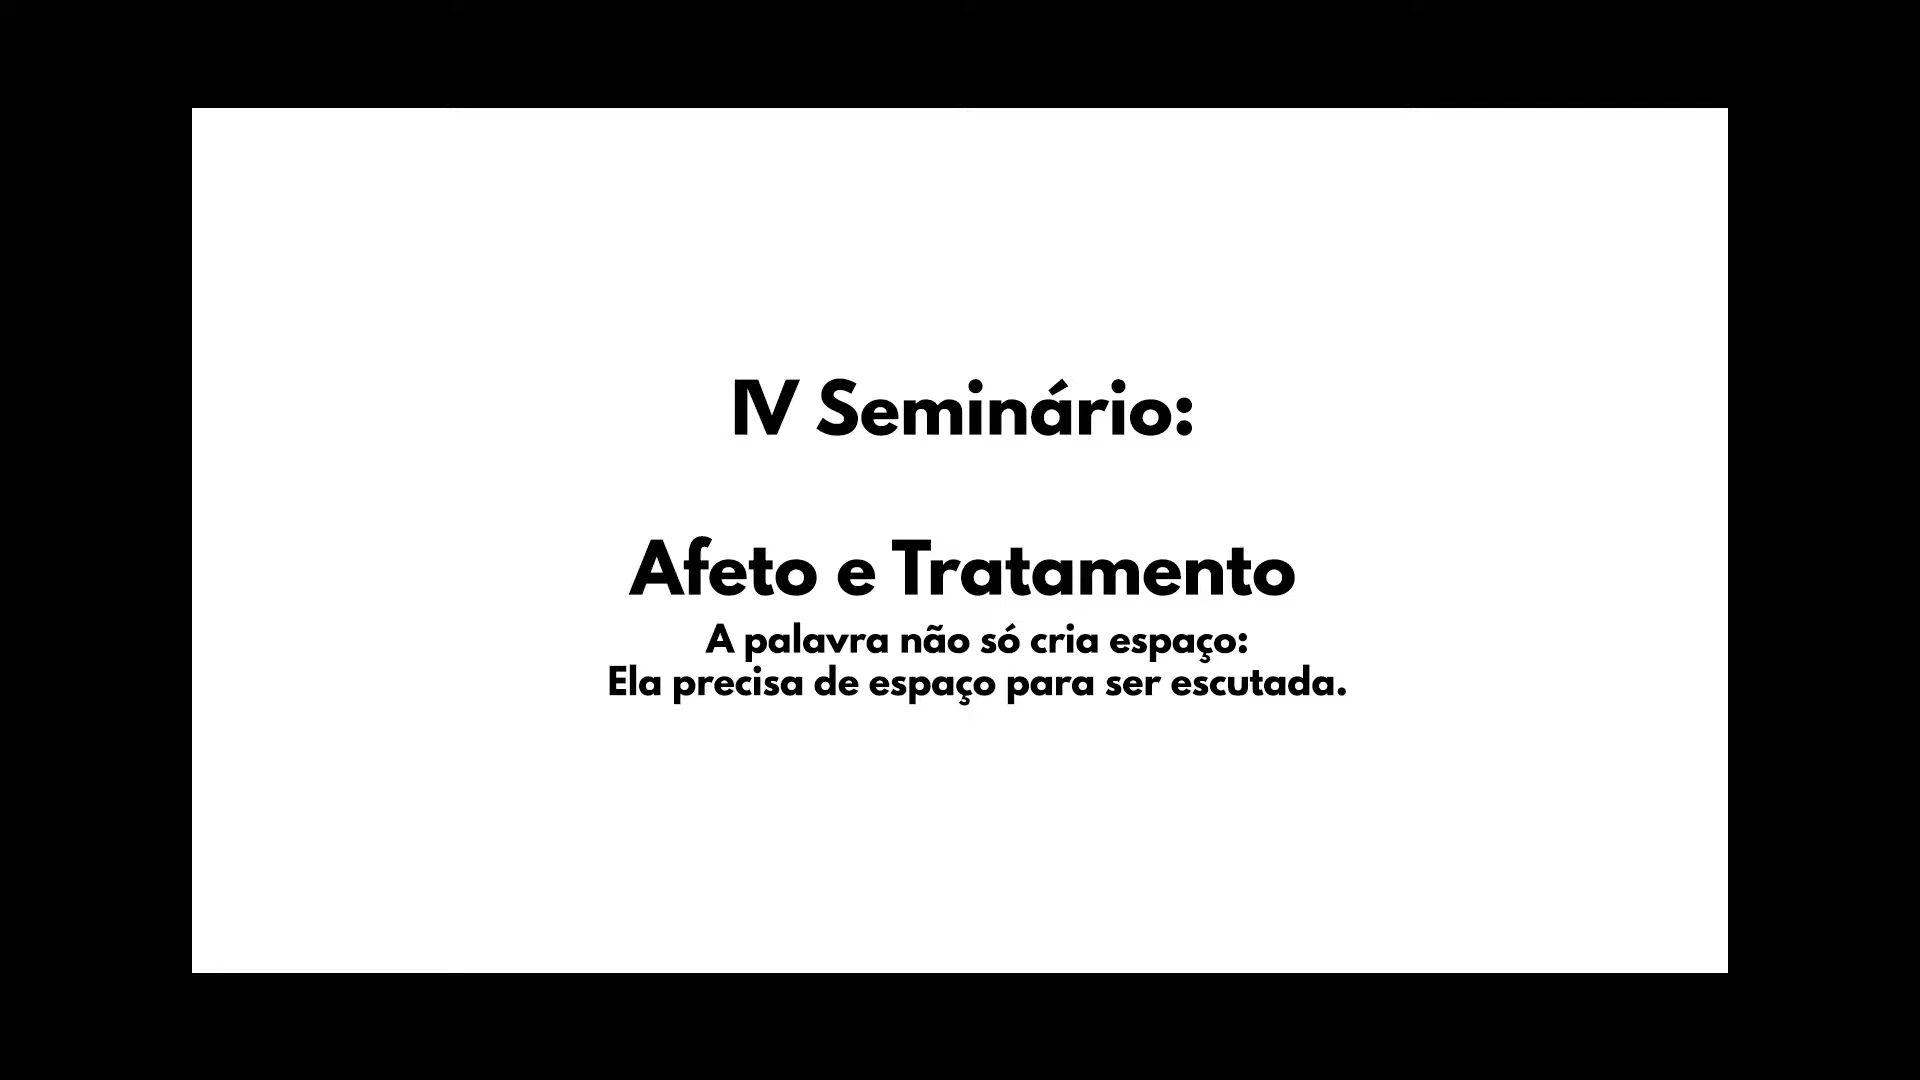 IV Seminário:
Afeto e Tratamento
A palavra não só cria espaço:
Ela precisa de espaço para ser escutada.